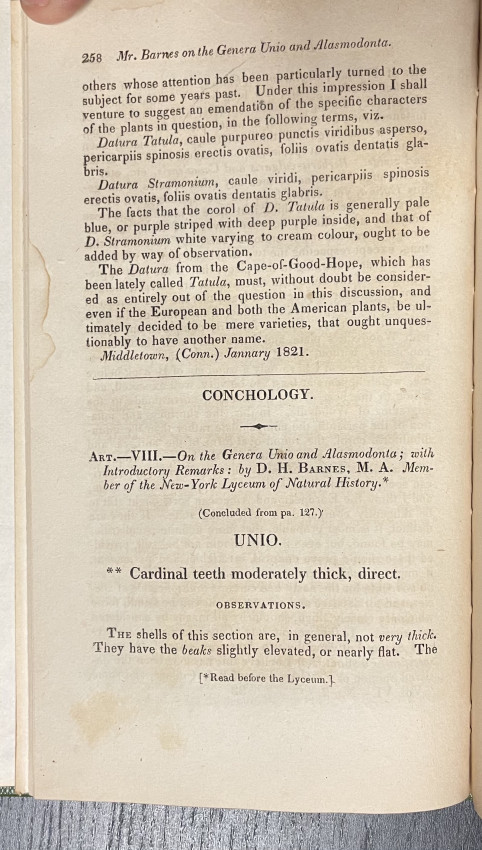 258 Mr. Barnes on the Genera Unio and Alasmodonta.
others whose attention has been particularly turned to the
subject for some years past. Under this impression I shall
venture to suggest an emendation of the specific characters
of the plants in question, in the following terms, viz.
Datura Tatula, caule purpureo punctis viridibus asperso,
pericarpiis spinosis erectis ovatis, foliis ovatis dentatis gla-
bris.
Datura Stramonium, caule viridi, pericarpiis spinosis
erectis ovatis, foliis ovatis dentatis glabris.
The facts that the corol of D. Tatula is generally pale
blue, or purple striped with deep purple inside, and that of
D. Stramonium white varying to cream colour, ought to be
added by way of observation.
The Datura from the Cape-of-Good-Hope, which has
been lately called Tatula, must, without doubt be consider-
ed as entirely out of the question in this discussion, and
even if the European and both the American plants, be ul-
timately decided to be mere varieties, that ought unques-
tionably to have another name.
Middletown, (Conn.) Jannary 1821.
CONCHOLOGY.
ART.—VIII.—On the Genera Unio and Alasmodonta; with
Introductory Remarks: by D. H. BARNES, M. A. Mem-
ber of the New-York Lyceum of Natural History.*
(Concluded from pa. 127.)
UNIO.
** Cardinal teeth moderately thick, direct.
OBSERVATIONS.
THE shells of this section are, in general, not very thick.
They have the beaks slightly elevated, or nearly flat. The
[*Read before the Lyceum.]